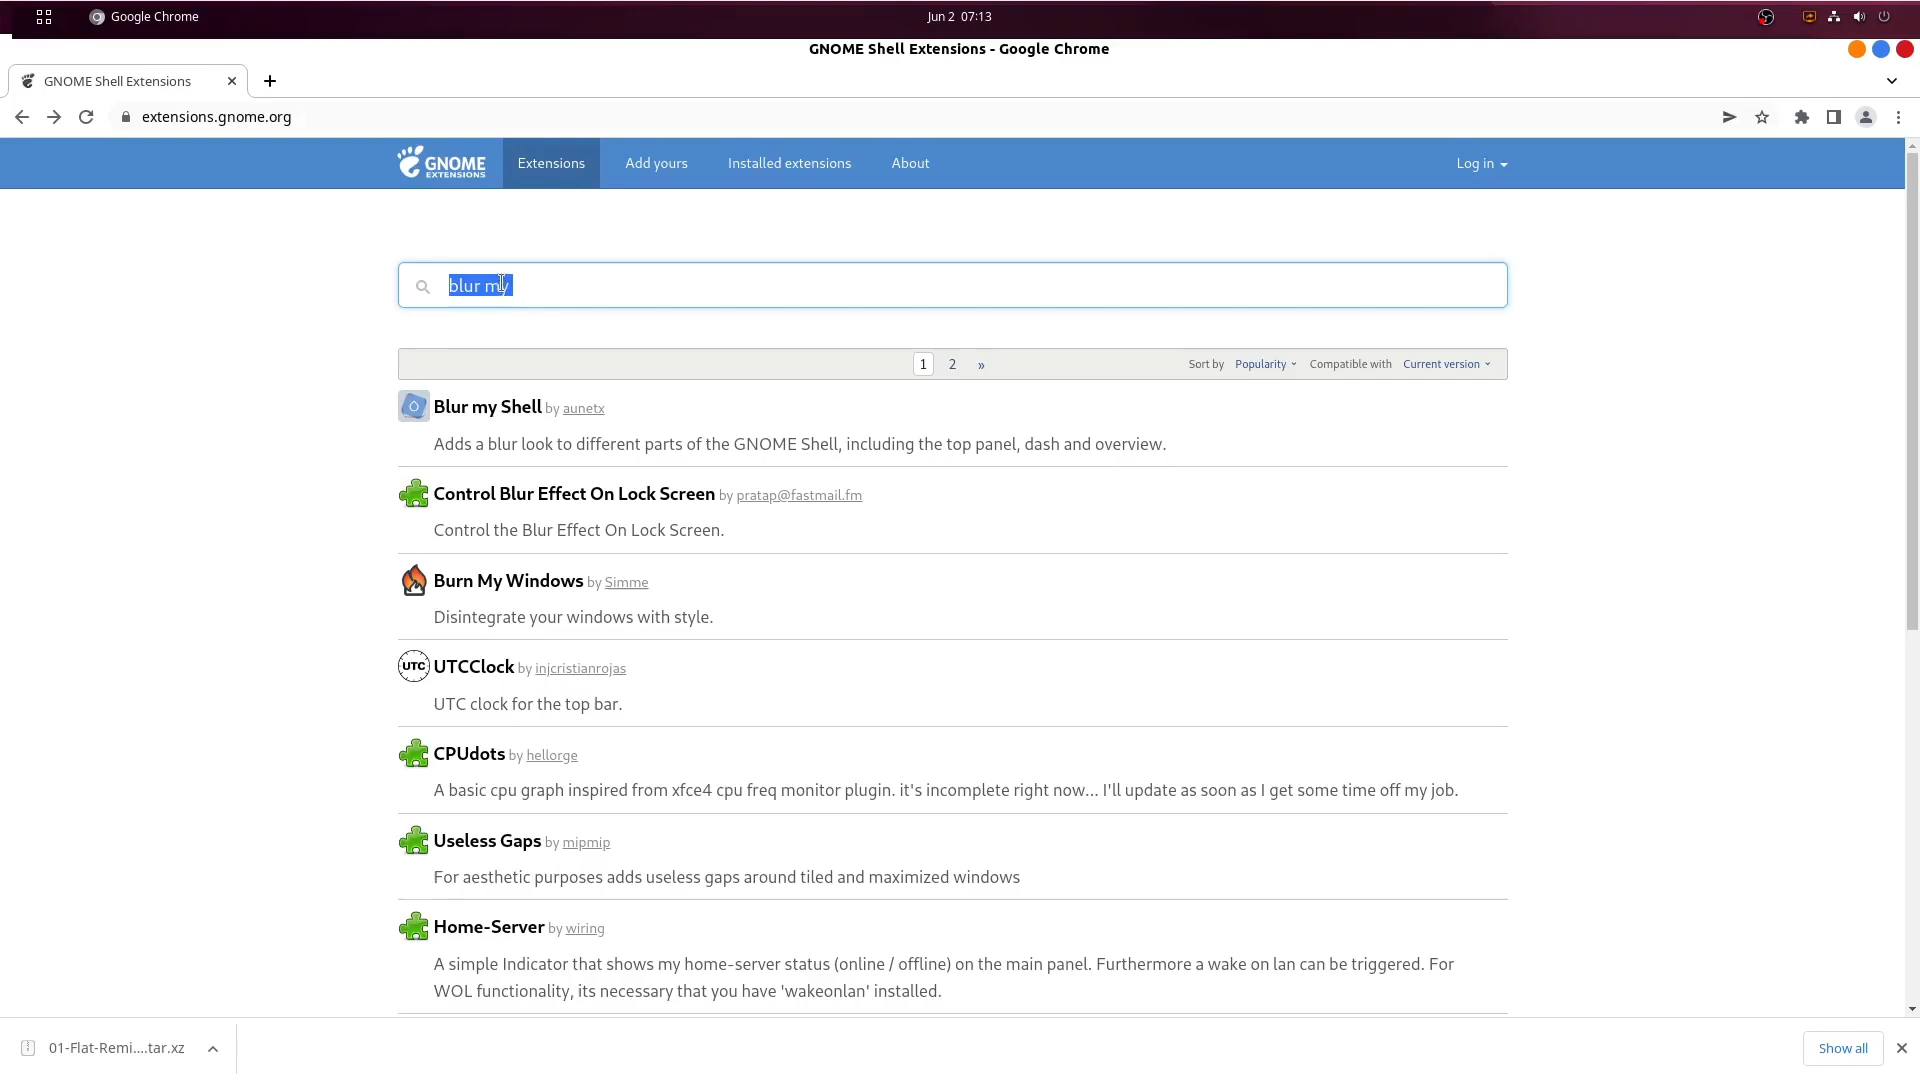 Google Chrome
Jun 2 07:13
GNOME Shell Extensions - Google Chrome
GNOME Shell Extensions
extensions.gnome.org
GNOME EXTENSIONS
Extensions
Add yours
Installed extensions
About
Log in
blur my
1 2 »
Sort by Popularity Compatible with Current version
Blur my Shell by aunetx
Adds a blur look to different parts of the GNOME Shell, including the top panel, dash and overview.
Control Blur Effect On Lock Screen by pratap@fastmail.fm
Control the Blur Effect On Lock Screen.
Burn My Windows by Simme
Disintegrate your windows with style.
UTC
UTCClock by injcristianrojas
UTC clock for the top bar.
CPUdots by hellorge
A basic cpu graph inspired from xfce4 cpu freq monitor plugin. it's incomplete right now... I'll update as soon as I get some time off my job.
Useless Gaps by mipmip
For aesthetic purposes adds useless gaps around tiled and maximized windows
Home-Server by wiring
A simple Indicator that shows my home-server status (online / offline) on the main panel. Furthermore a wake on lan can be triggered. For
WOL functionality, its necessary that you have 'wakeonlan' installed.
01-Flat-Remi....tar.xz
Show all